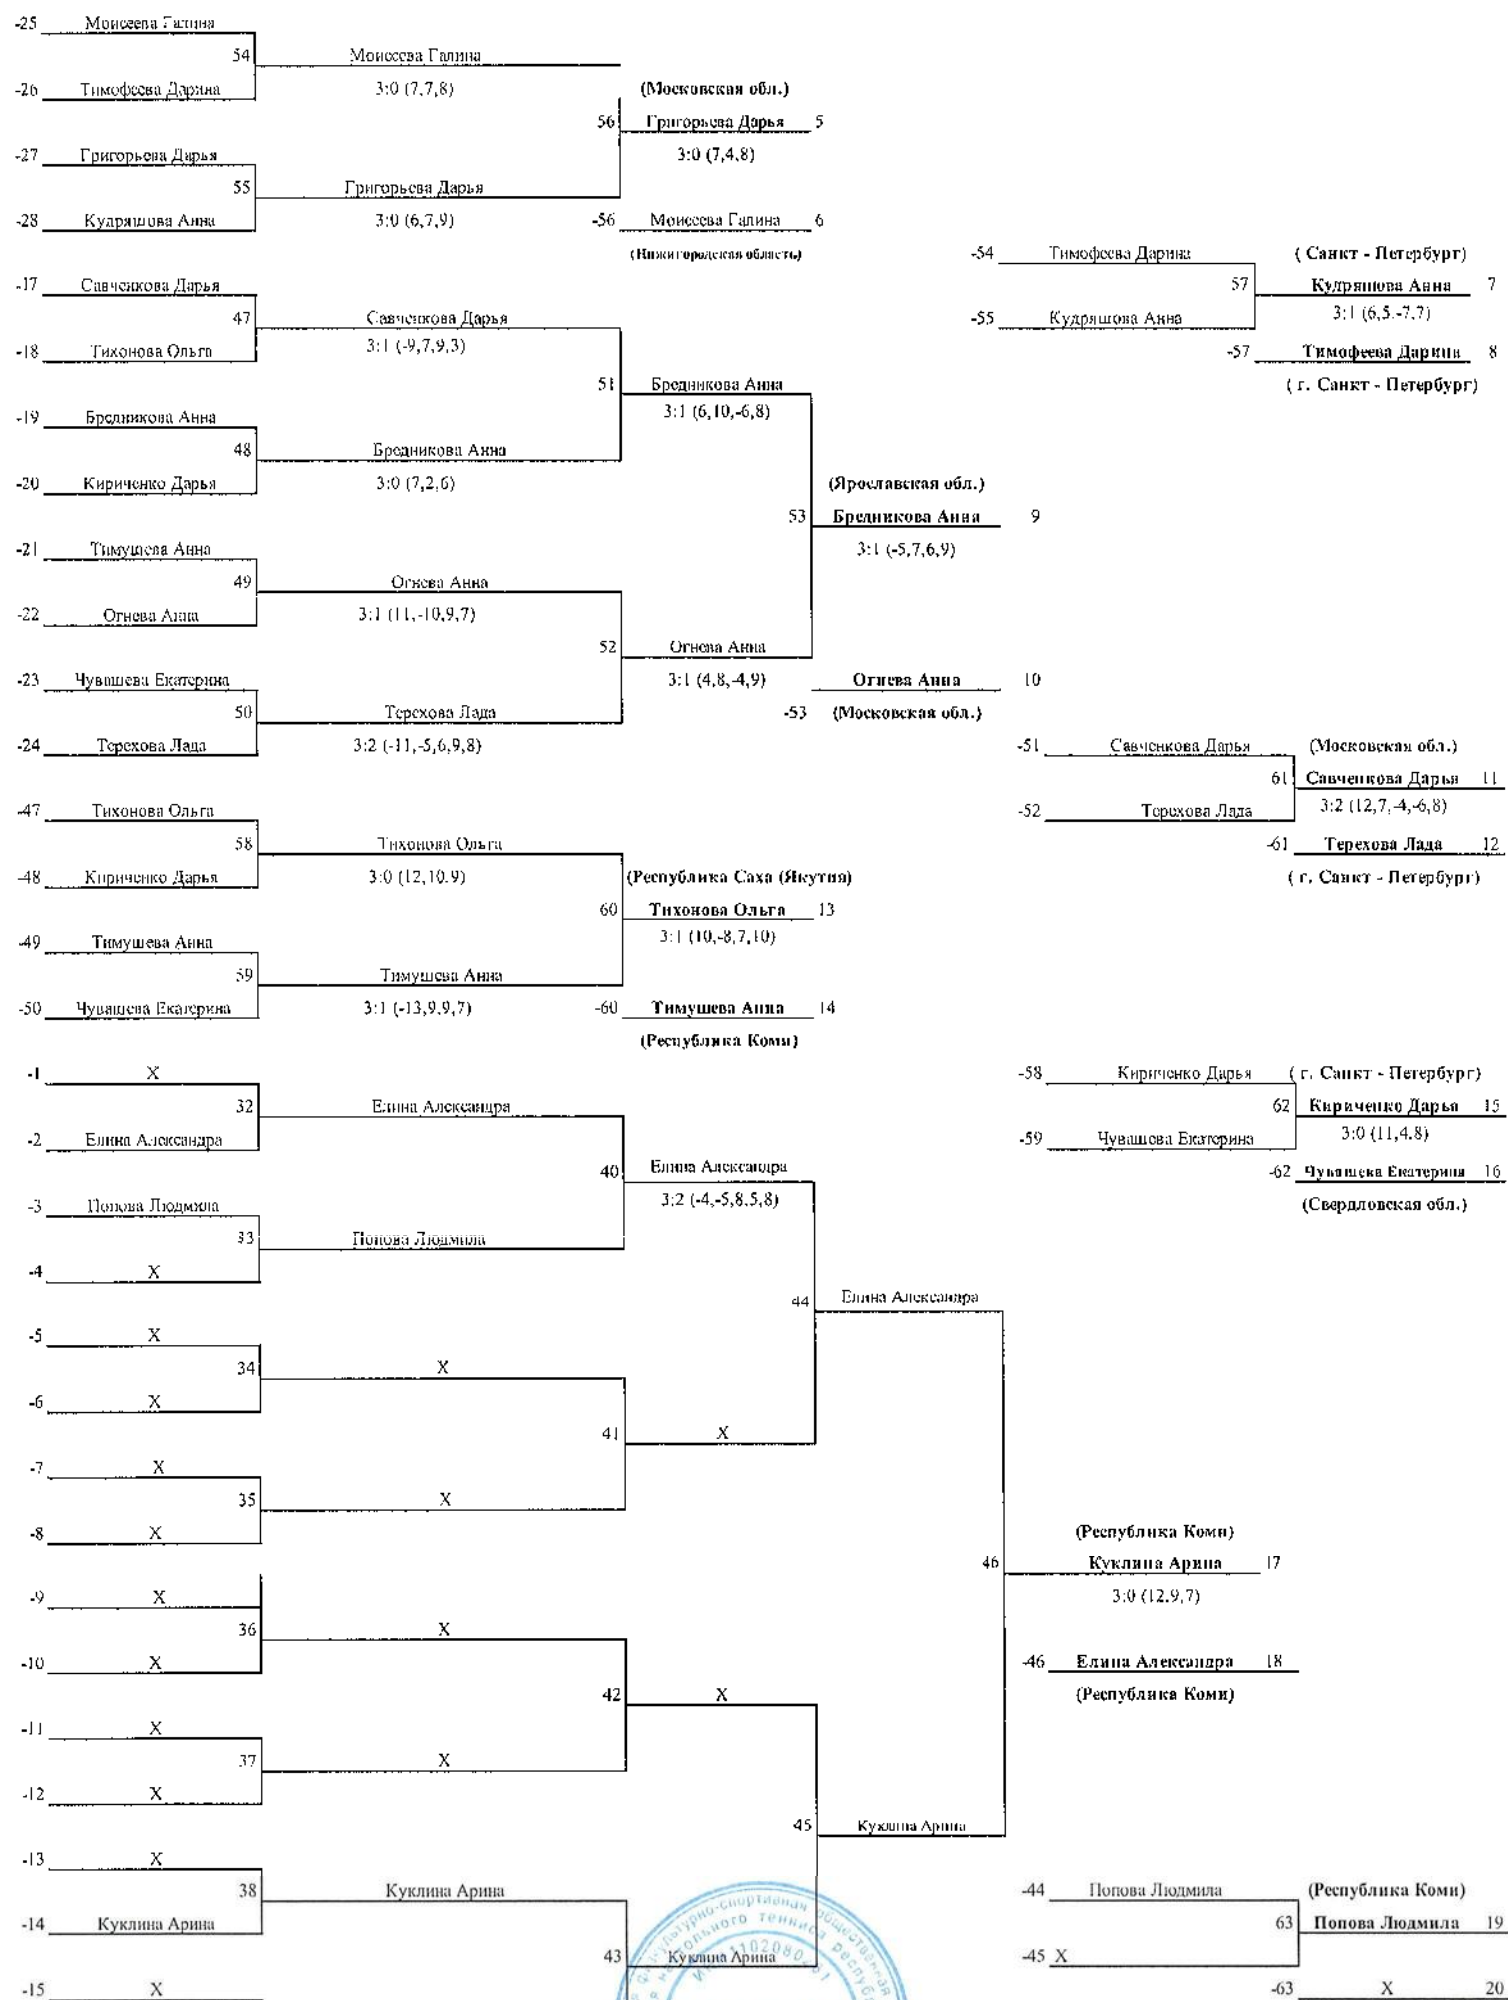 -25 Моисеева Галина
54 Моисеева Галина
-26 Тимофеева Дарина 3:0 (7,7,8) (Московская обл.)
56 Григорьева Дарья 5
-27 Григорьева Дарья 3:0 (7,4,8)
55 Григорьева Дарья
-28 Кудряшова Анна 3:0 (6,7,9) -56 Моисеева Галина 6
(Нижегородская область) -54 Тимофеева Дарина ( Санкт - Петербург)
-17 Савченкова Дарья 57 Кудряшова Анна 7
47 Савченкова Дарья -55 Кудряшова Анна 3:1 (6,5,-7,7)
-18 Тихонова Ольга 3:1 (-9,7,9,3) -57 Тимофеева Дарина 8
51 Бредникова Анна ( г. Санкт - Петербург)
-19 Бредникова Анна 3:1 (6,10,-6,8)
48 Бредникова Анна
-20 Кириченко Дарья 3:0 (7,2,6) (Ярославская обл.)
53 Бредникова Анна 9
-21 Тимушева Анна 3:1 (-5,7,6,9)
49 Огнева Анна
-22 Огнева Анна 3:1 (11,-10,9,7)
52 Огнева Анна
-23 Чувашева Екатерина 3:1 (4,8,-4,9) Огнева Анна 10
50 Терехова Лада -53 (Московская обл.)
-24 Терехова Лада 3:2 (-11,-5,6,9,8) -51 Савченкова Дарья (Московская обл.)
61 Савченкова Дарья 11
-47 Тихонова Ольга -52 Терехова Лада 3:2 (12,7,-4,-6,8)
58 Тихонова Ольга -61 Терехова Лада 12
-48 Кириченко Дарья 3:0 (12,10.9) (Республика Саха (Якутия) ( г. Санкт - Петербург)
60 Тихонова Ольга 13
-49 Тимушева Анна 3:1 (10,-8,7,10)
59 Тимушева Анна
-50 Чувашева Екатерина 3:1 (-13,9,9,7) -60 Тимушева Анна 14
(Республика Коми)
-1 X -58 Кириченко Дарья ( г. Санкт - Петербург)
32 Елина Александра 62 Кириченко Дарья 15
-2 Елина Александра -59 Чувашева Екатерина 3:0 (11,4.8)
40 Елина Александра -62 Чувашева Екатерина 16
-3 Попова Людмила 3:2 (-4,-5,8.5,8) (Свердловская обл.)
33 Попова Людмила
-4 X
44 Елина Александра
-5 X
34 X
-6 X
41 X
-7 X
35 X
-8 X (Республика Коми)
46 Куклина Арина 17
-9 X 3:0 (12.9,7)
36 X
-10 X -46 Елина Александра 18
42 X (Республика Коми)
-11 X
37 X
-12 X
45 Куклина Арина
-13 X
38 Куклина Арина -44 Попова Людмила (Республика Коми)
-14 Куклина Арина 63 Попова Людмила 19
43 Куклина Арина -45 X
-15 X -63 X 20